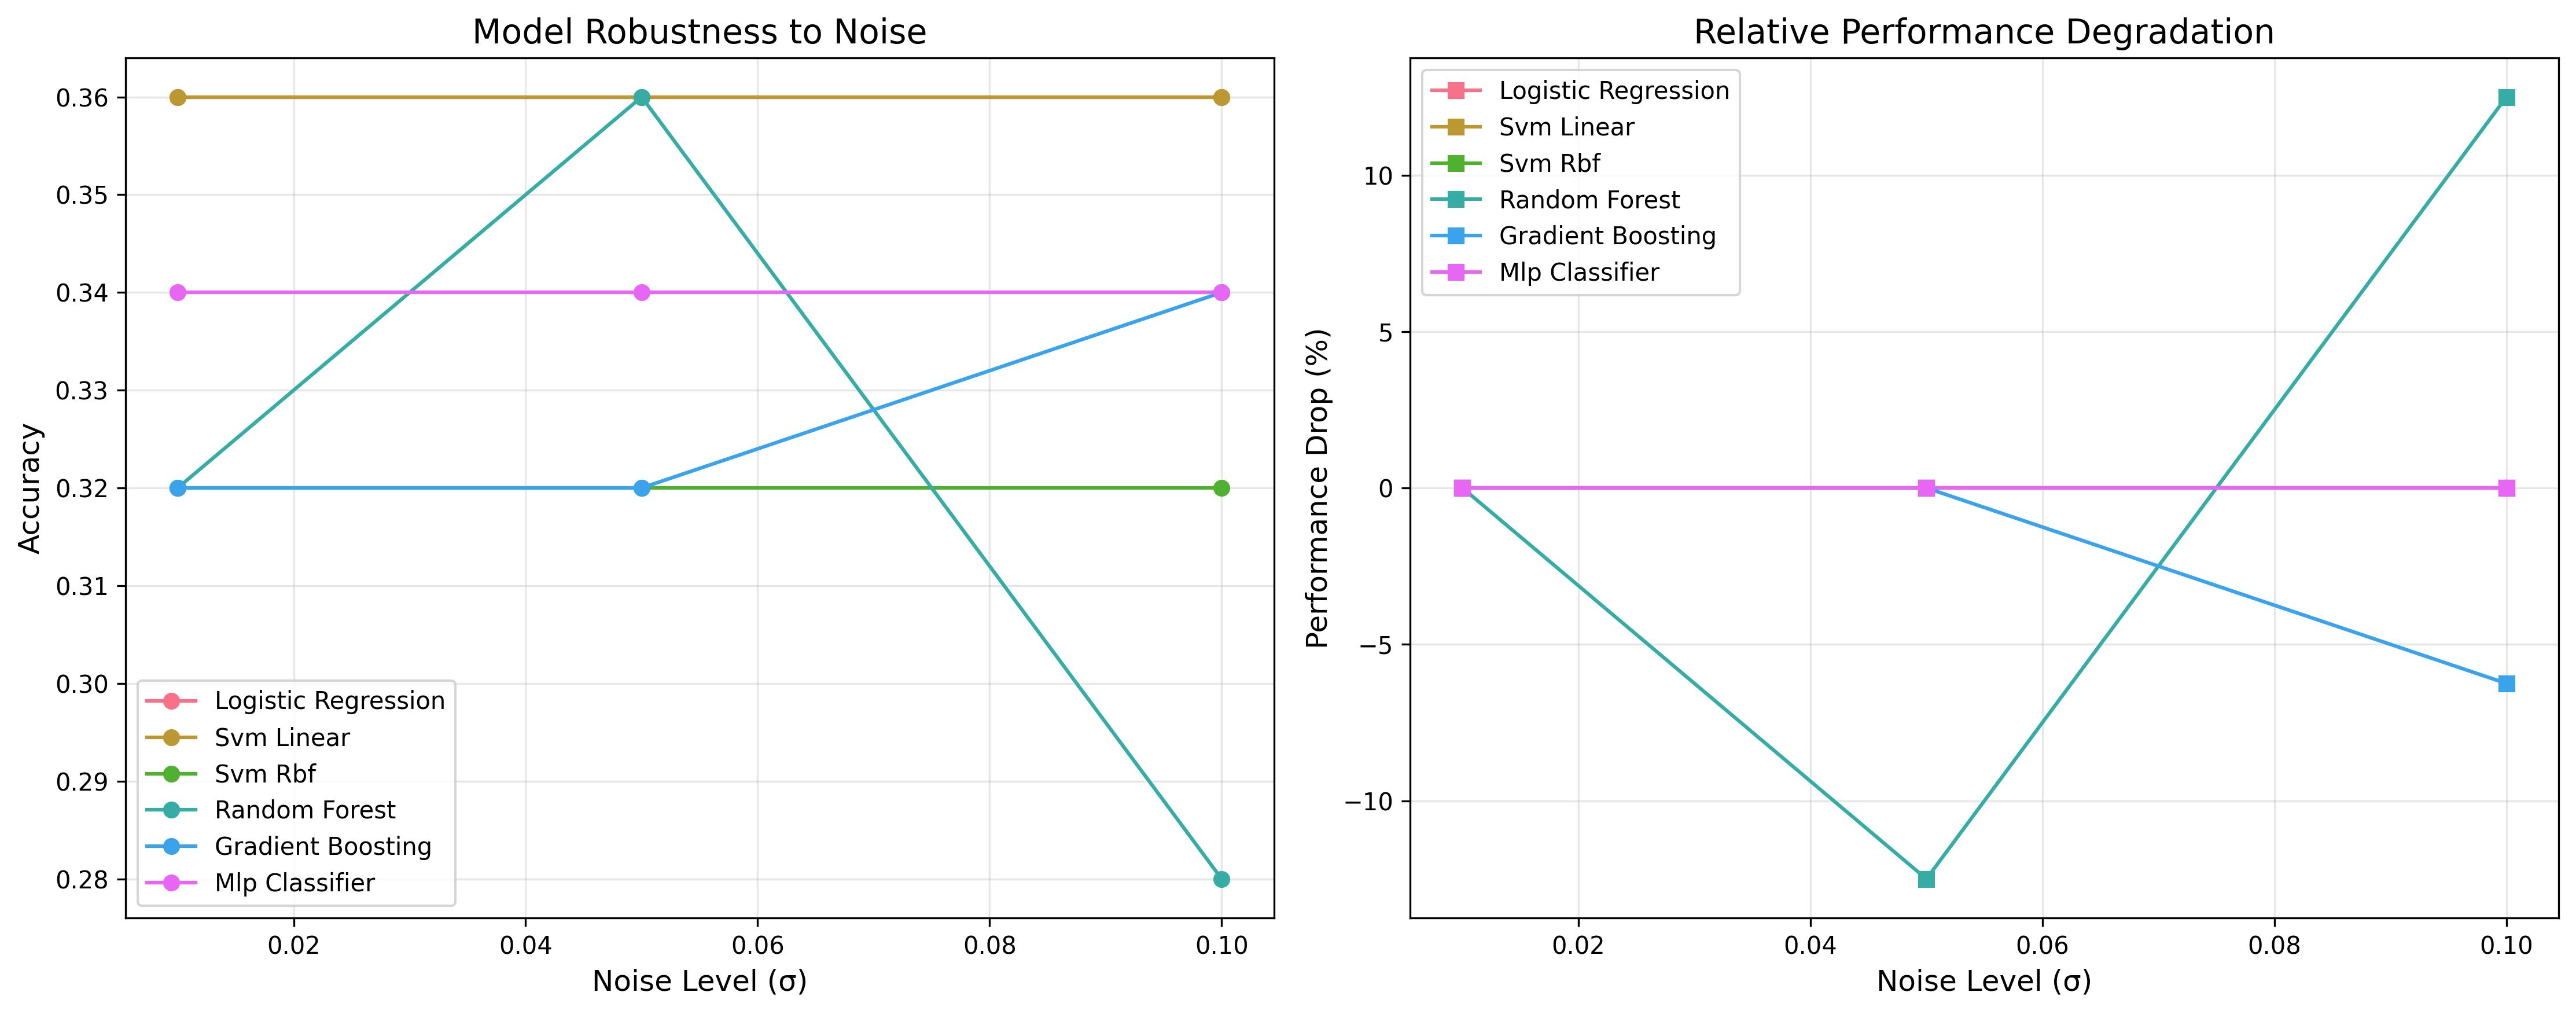 Model Robustness to Noise
Accuracy
0.36
0.35
0.34
0.33
0.32
0.31
0.30
0.29
0.28
Logistic Regression
Svm Linear
Svm Rbf
Random Forest
Gradient Boosting
Mlp Classifier
0.02 0.04 0.06 0.08 0.10
Noise Level (σ)
Relative Performance Degradation
Performance Drop (%)
Logistic Regression
Svm Linear
Svm Rbf
Random Forest
Gradient Boosting
Mlp Classifier
10
5
0
−5
−10
0.02 0.04 0.06 0.08 0.10
Noise Level (σ)